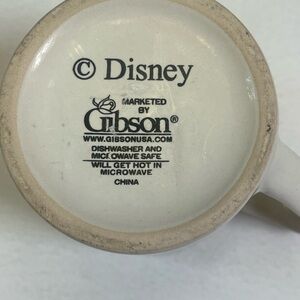 © Disney
MARKETED
BY
Gibson®
WWW.GIBSONUSA.COM
DISHWASHER AND
MICROWAVE SAFE
WILL GET HOT IN
MICROWAVE
CHINA